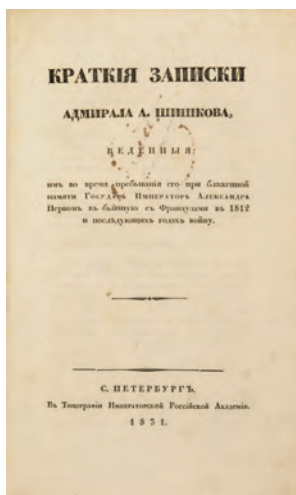 КРАТКІЯ ЗАПИСКИ
АДМИРАЛА А. ШИШКОВА,
ВЕДЕННЫЯ
имъ во время пребыванія его при блаженной
памяти Государѣ Императорѣ Александрѣ
Первомъ въ бывшую съ Французами въ 1812
и послѣдующихъ годахъ войну.
С. ПЕТЕРБУРГЪ.
Въ Типографіи Императорской Россійской Академіи.
1831.